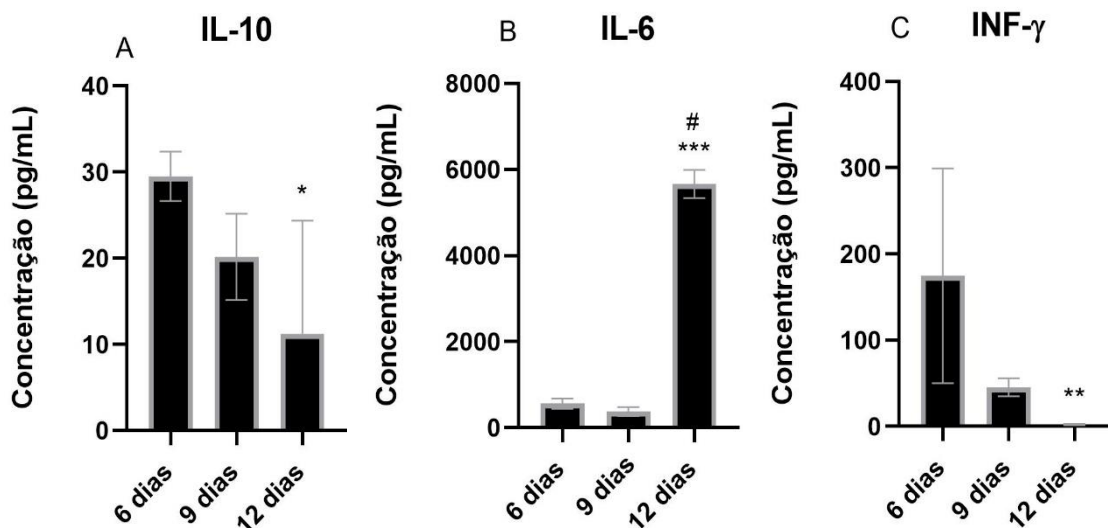 A
IL-10
Concentração (pg/mL)
40
30
20
10
0
*
6 dias
9 dias
12 dias
B
IL-6
Concentração (pg/mL)
8000
6000
4000
2000
0
#
***
6 dias
9 dias
12 dias
C
INF-γ
Concentração (pg/mL)
400
300
200
100
0
**
6 dias
9 dias
12 dias